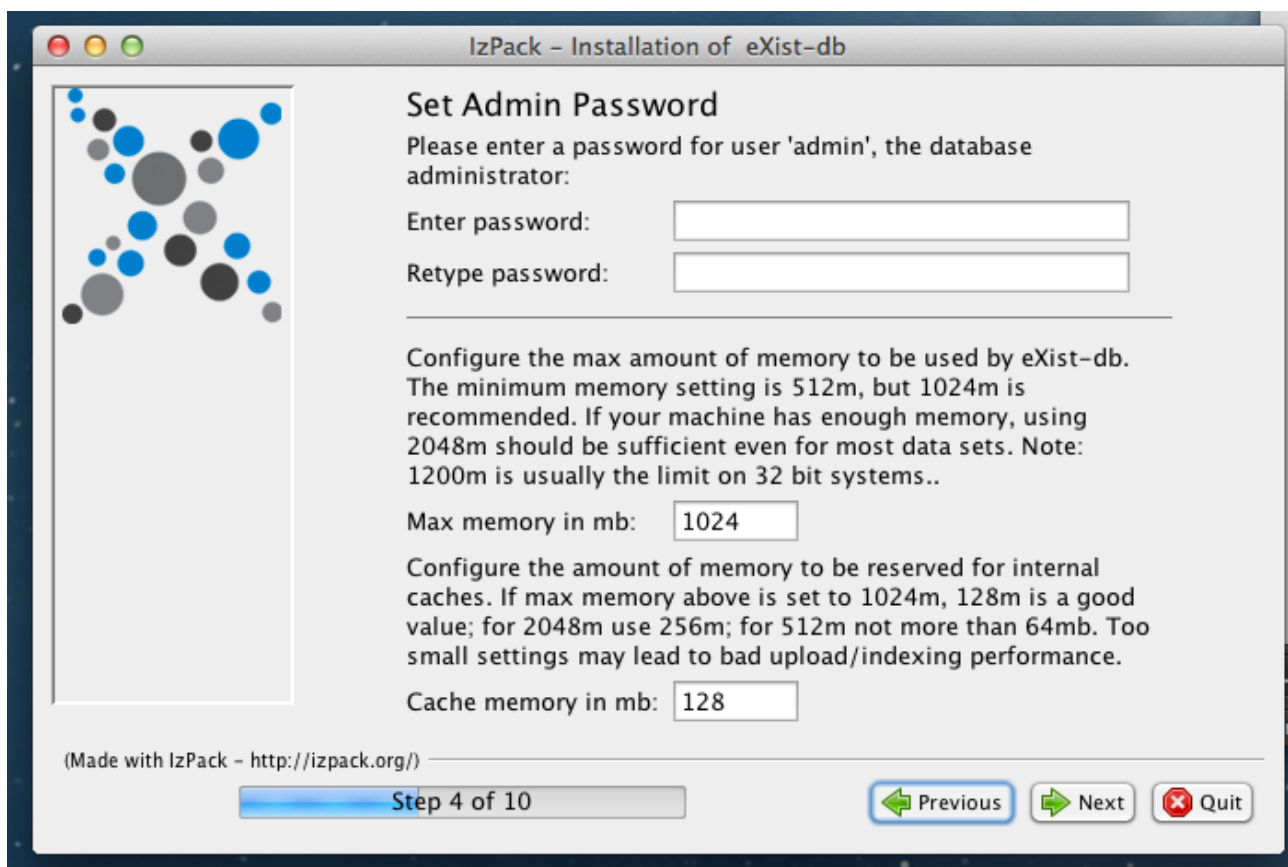 IzPack – Installation of eXist-db
Set Admin Password
Please enter a password for user 'admin', the database
administrator:
Enter password:
Retype password:
Configure the max amount of memory to be used by eXist-db.
The minimum memory setting is 512m, but 1024m is
recommended. If your machine has enough memory, using
2048m should be sufficient even for most data sets. Note:
1200m is usually the limit on 32 bit systems..
Max memory in mb: 1024
Configure the amount of memory to be reserved for internal
caches. If max memory above is set to 1024m, 128m is a good
value; for 2048m use 256m; for 512m not more than 64mb. Too
small settings may lead to bad upload/indexing performance.
Cache memory in mb: 128
(Made with IzPack – http://izpack.org/)
Step 4 of 10 Previous Next Quit